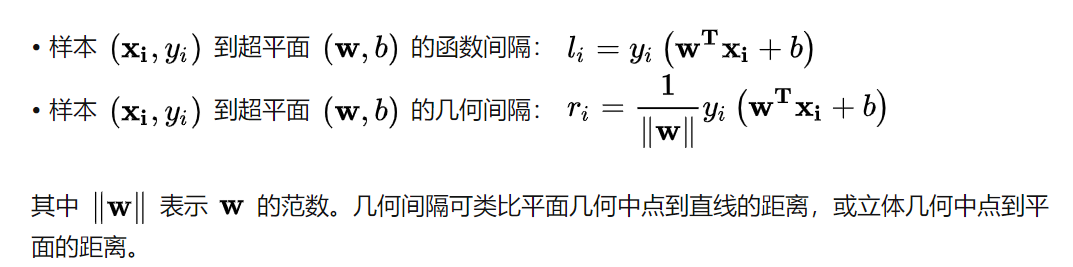 • 样本 (𝐱ᵢ, yᵢ) 到超平面 (𝐰, b) 的函数间隔： lᵢ = yᵢ (𝐰ᵀ𝐱ᵢ + b)
• 样本 (𝐱ᵢ, yᵢ) 到超平面 (𝐰, b) 的几何间隔： rᵢ = 1/‖𝐰‖ yᵢ (𝐰ᵀ𝐱ᵢ + b)
其中 ‖𝐰‖ 表示 𝐰 的范数。几何间隔可类比平面几何中点到直线的距离，或立体几何中点到平
面的距离。